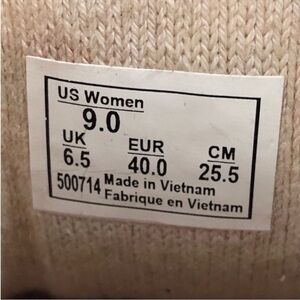 US Women
9.0
UK EUR CM
6.5 40.0 25.5
500714 Made in Vietnam
Fabrique en Vietnam